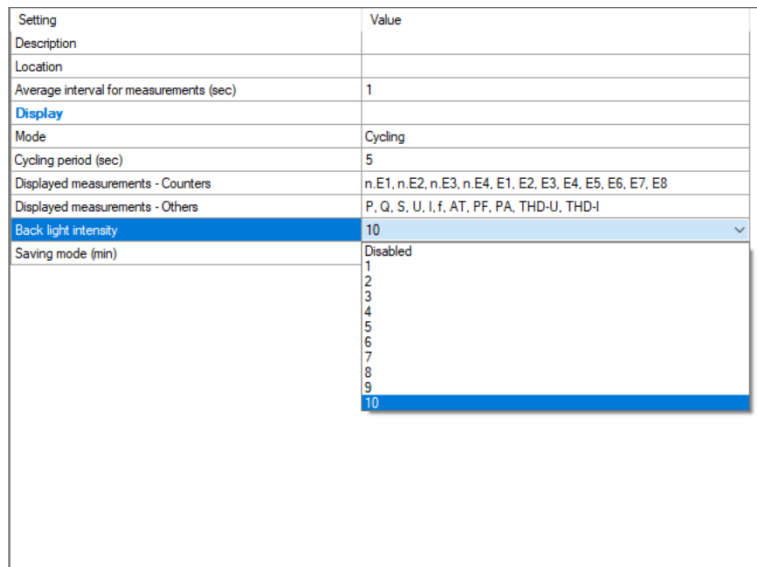 Setting Value
Description
Location
Average interval for measurements (sec) 1
Display
Mode Cycling
Cycling period (sec) 5
Displayed measurements - Counters n.E1, n.E2, n.E3, n.E4, E1, E2, E3, E4, E5, E6, E7, E8
Displayed measurements - Others P, Q, S, U, I, f, AT, PF, PA, THD-U, THD-I
Back light intensity 10
Saving mode (min)
Disabled
1
2
3
4
5
6
7
8
9
10